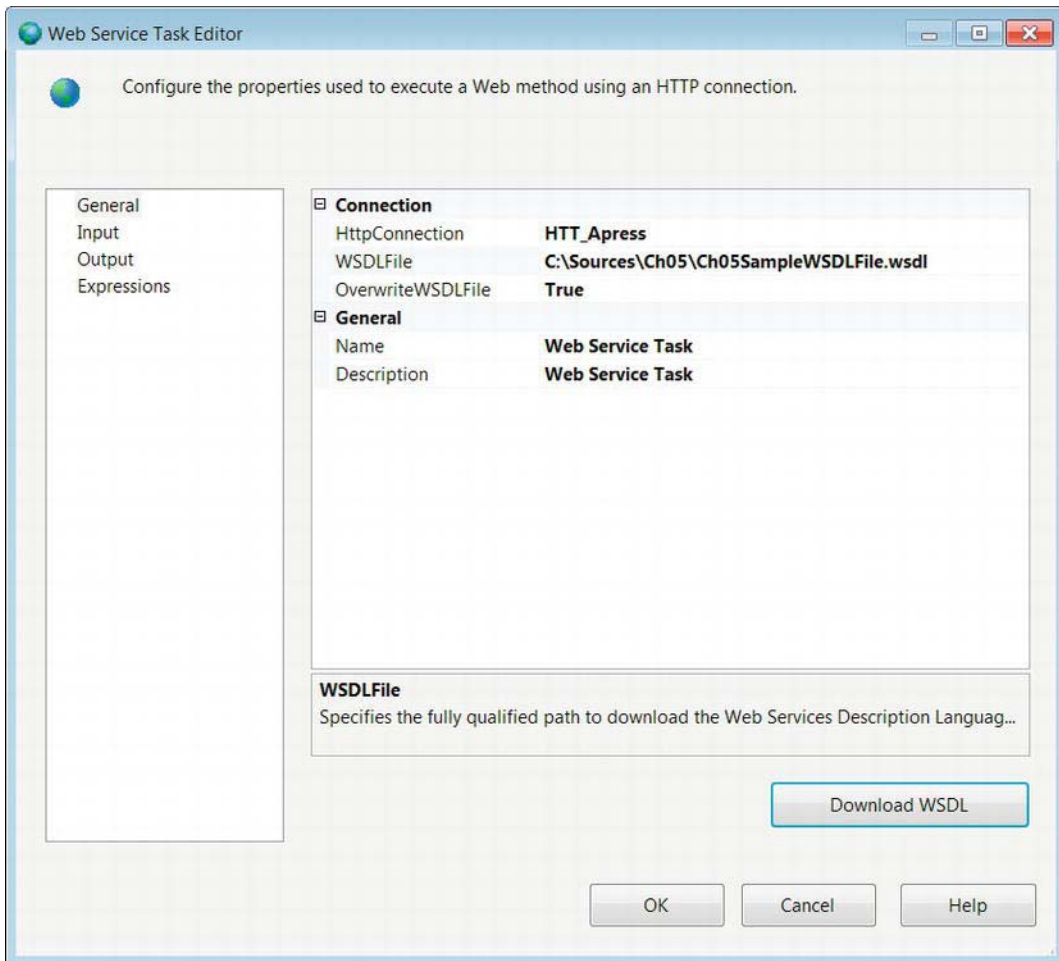 Web Service Task Editor
Configure the properties used to execute a Web method using an HTTP connection.
General
Input
Output
Expressions
Connection
HttpConnection HTT_Apress
WSDLFile C:\Sources\Ch05\Ch05SampleWSDLFile.wsdl
OverwriteWSDLFile True
General
Name Web Service Task
Description Web Service Task
WSDLFile
Specifies the fully qualified path to download the Web Services Description Languag...
Download WSDL
OK Cancel Help